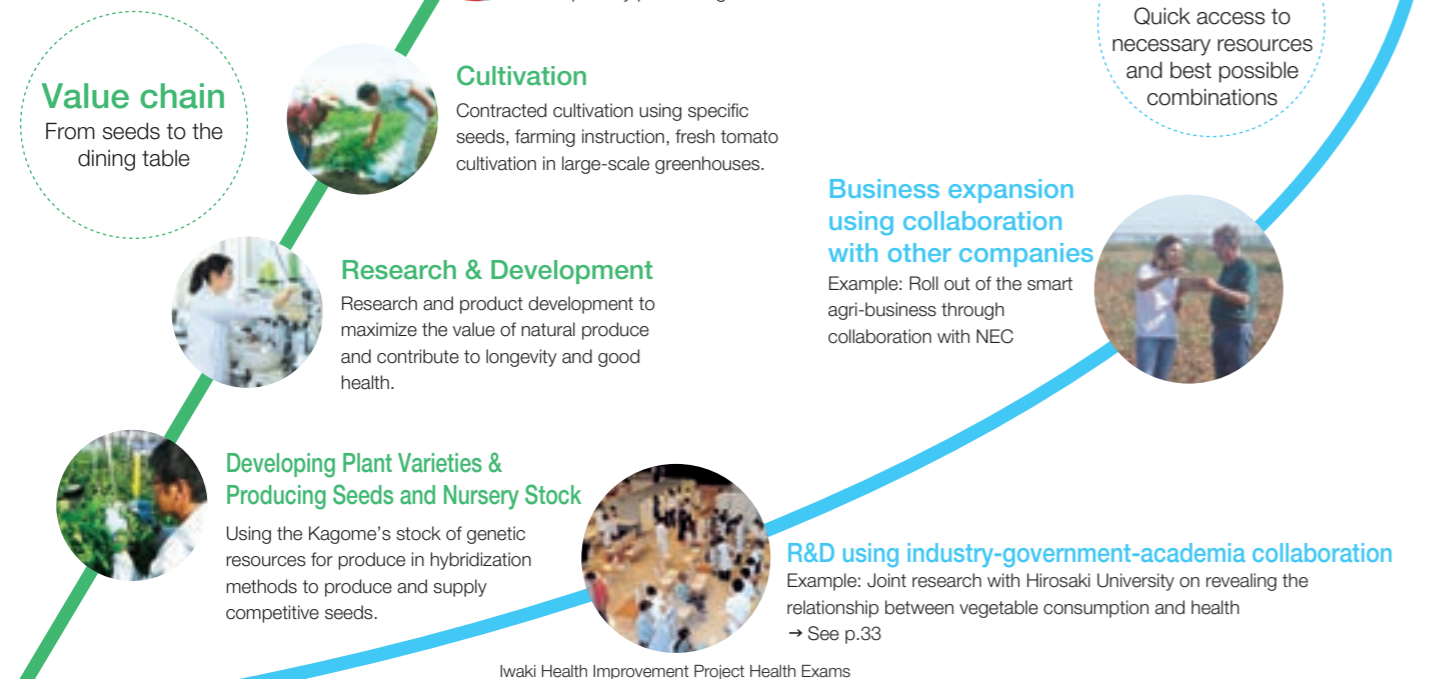 Value chain
From seeds to the
dining table
Cultivation
Contracted cultivation using specific
seeds, farming instruction, fresh tomato
cultivation in large-scale greenhouses.
Research & Development
Research and product development to
maximize the value of natural produce
and contribute to longevity and good
health.
Developing Plant Varieties &
Producing Seeds and Nursery Stock
Using the Kagome's stock of genetic
resources for produce in hybridization
methods to produce and supply
competitive seeds.
Quick access to
necessary resources
and best possible
combinations
Business expansion
using collaboration
with other companies
Example: Roll out of the smart
agri-business through
collaboration with NEC
R&D using industry-government-academia collaboration
Example: Joint research with Hirosaki University on revealing the
relationship between vegetable consumption and health
→ See p.33
Iwaki Health Improvement Project Health Exams